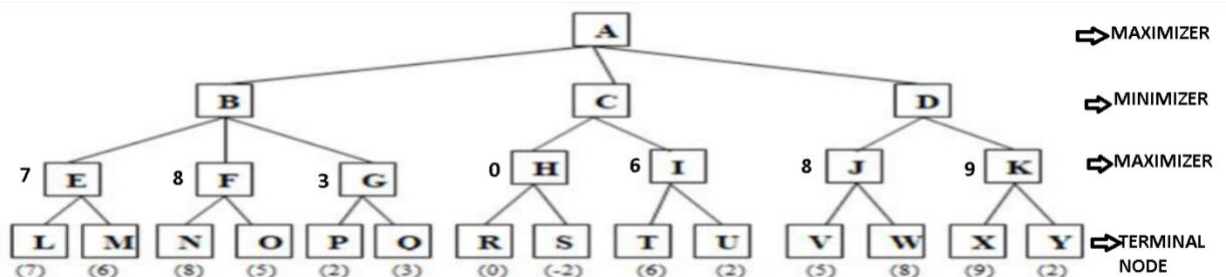 A
MAXIMIZER
B C D
MINIMIZER
7 E 8 F 3 G 0 H 6 I 8 J 9 K
MAXIMIZER
L M N O P Q R S T U V W X Y
TERMINAL
NODE
(7) (6) (8) (5) (2) (3) (0) (-2) (6) (2) (5) (8) (9) (2)